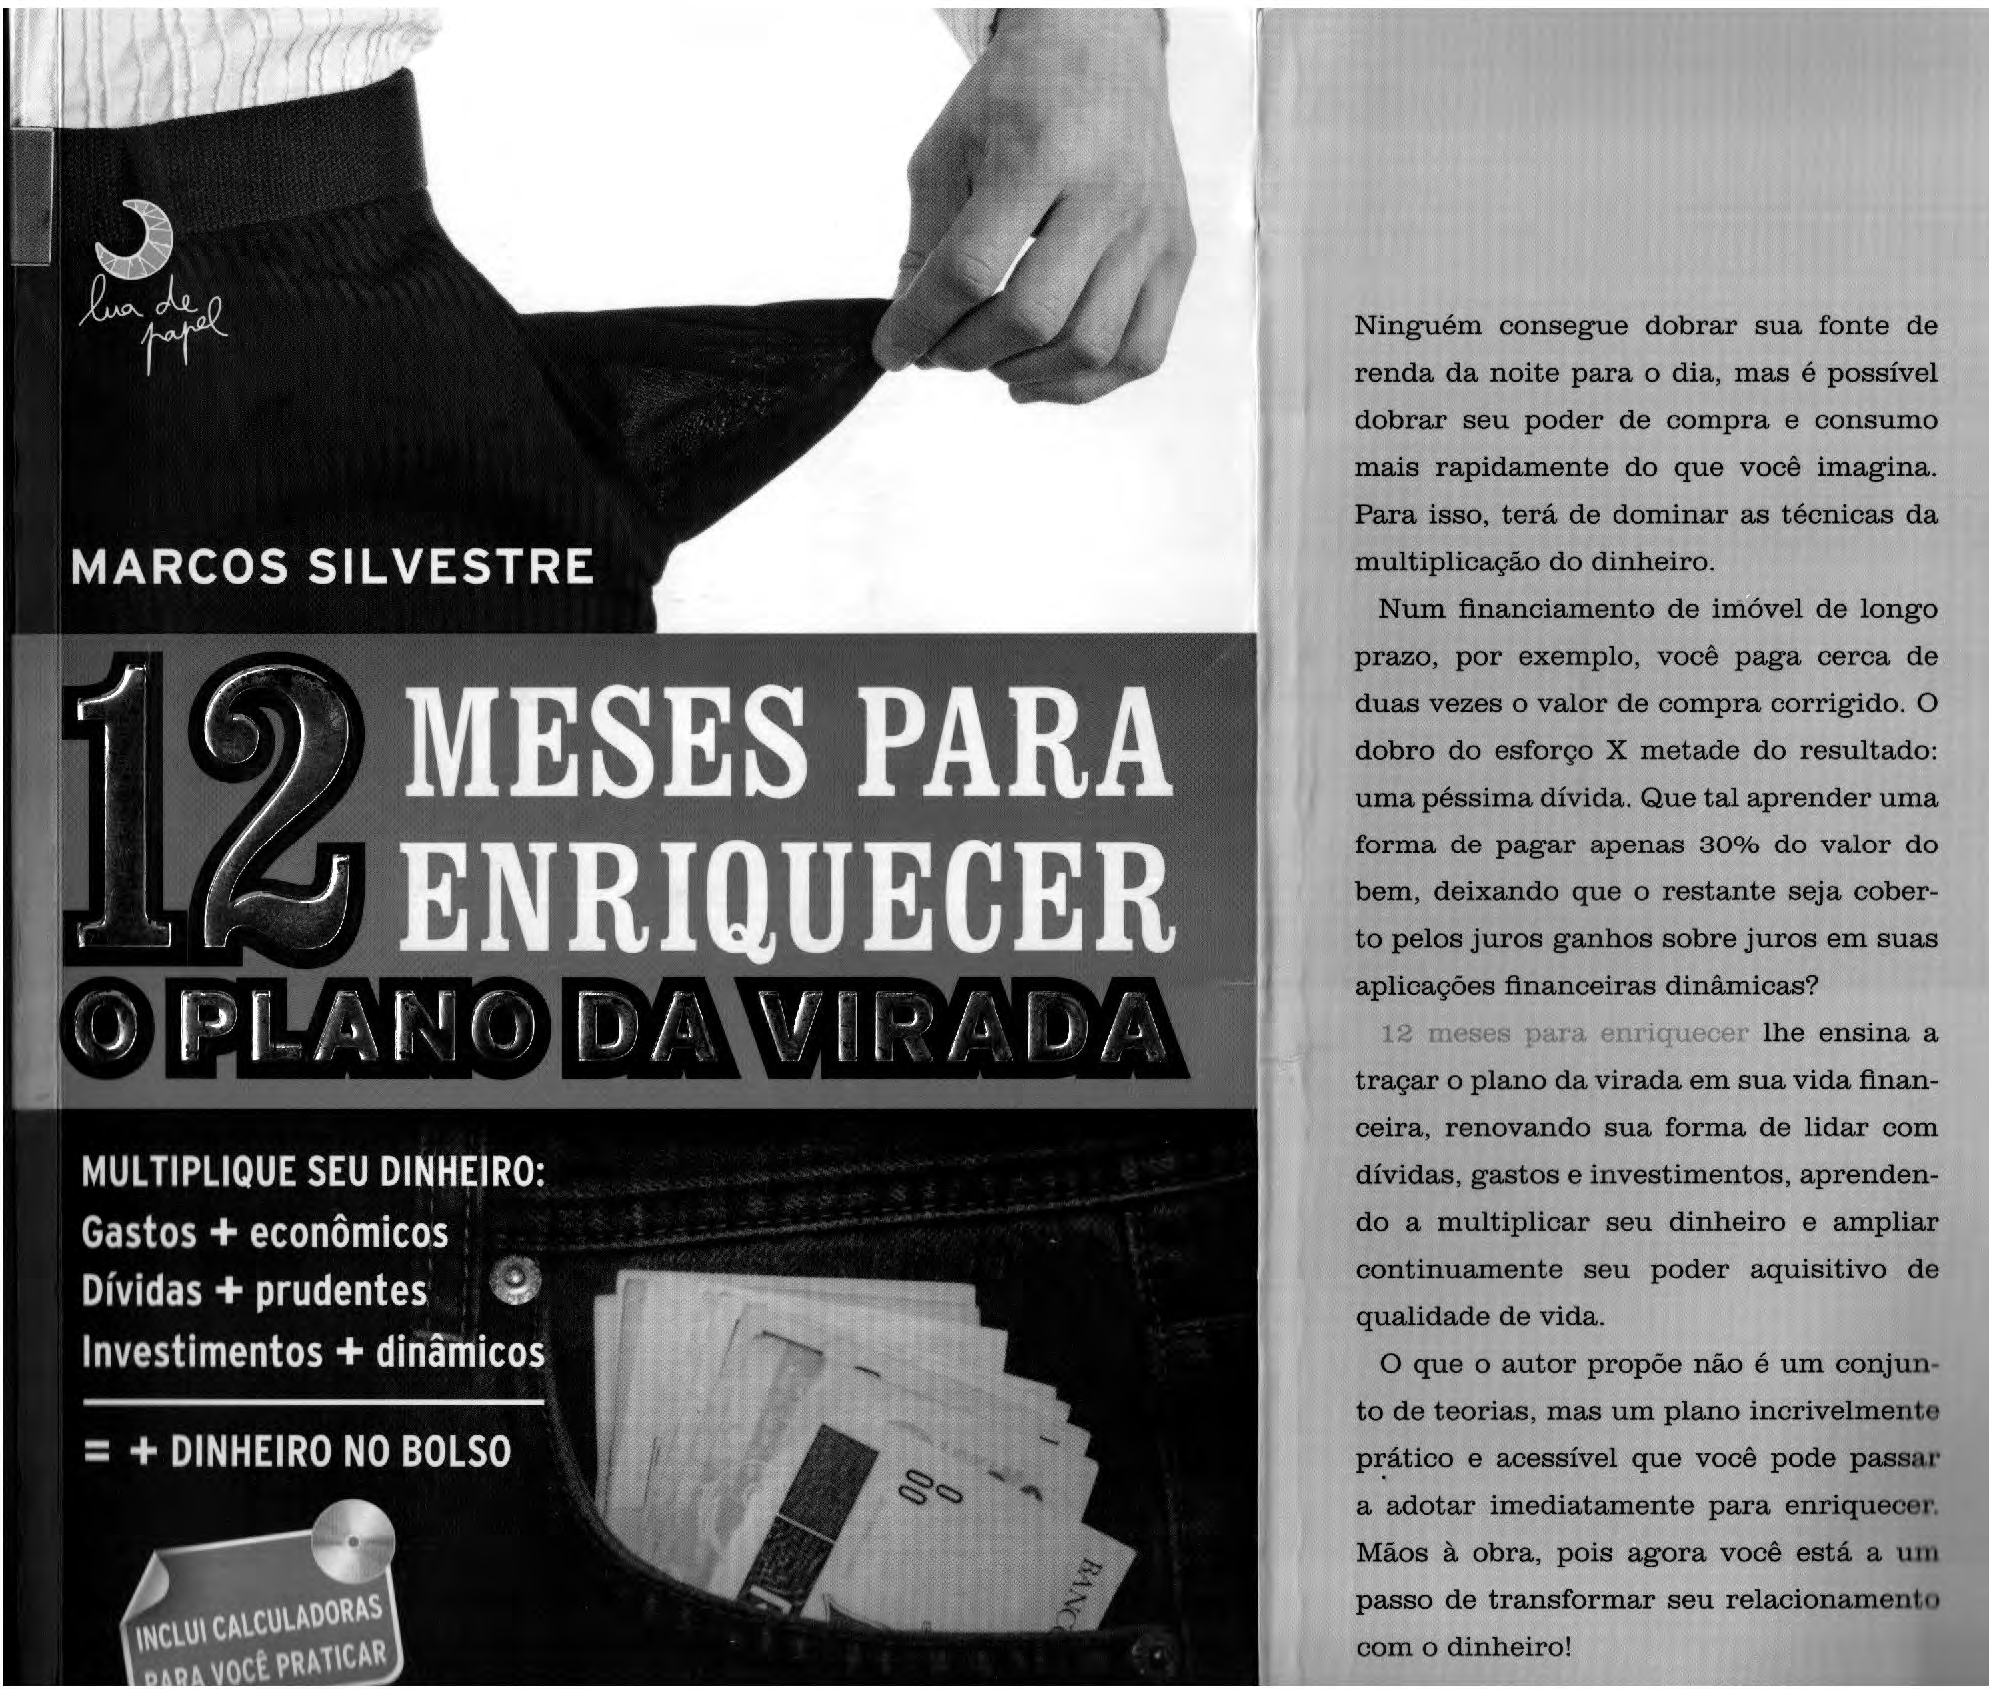 lua de
papel
MARCOS SILVESTRE
12 MESES PARA
ENRIQUECER
O PLANO DA VIRADA
MULTIPLIQUE SEU DINHEIRO:
Gastos + econômicos
Dívidas + prudentes
Investimentos + dinâmicos
= + DINHEIRO NO BOLSO
INCLUI CALCULADORAS
PARA VOCÊ PRATICAR
00
0
BANCO
Ninguém consegue dobrar sua fonte de
renda da noite para o dia, mas é possível
dobrar seu poder de compra e consumo
mais rapidamente do que você imagina.
Para isso, terá de dominar as técnicas da
multiplicação do dinheiro.
Num financiamento de imóvel de longo
prazo, por exemplo, você paga cerca de
duas vezes o valor de compra corrigido. O
dobro do esforço X metade do resultado:
uma péssima dívida. Que tal aprender uma
forma de pagar apenas 30% do valor do
bem, deixando que o restante seja cober-
to pelos juros ganhos sobre juros em suas
aplicações financeiras dinâmicas?
12 meses para enriquecer lhe ensina a
traçar o plano da virada em sua vida finan-
ceira, renovando sua forma de lidar com
dívidas, gastos e investimentos, aprenden-
do a multiplicar seu dinheiro e ampliar
continuamente seu poder aquisitivo de
qualidade de vida.
O que o autor propõe não é um conjun-
to de teorias, mas um plano incrivelmente
prático e acessível que você pode passar
a adotar imediatamente para enriquecer.
Mãos à obra, pois agora você está a um
passo de transformar seu relacionamento
com o dinheiro!